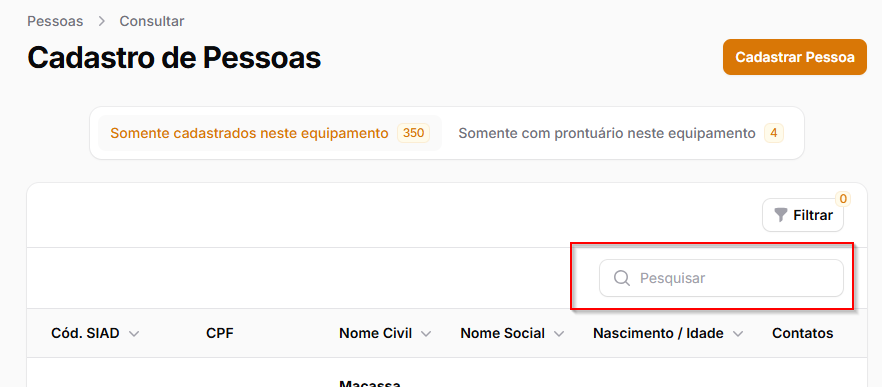 Pessoas > Consultar
Cadastro de Pessoas
Cadastrar Pessoa
Somente cadastrados neste equipamento 350 Somente com prontuário neste equipamento 4
0
Filtrar
Pesquisar
Cód. SIAD CPF Nome Civil Nome Social Nascimento / Idade Contatos
Macassa